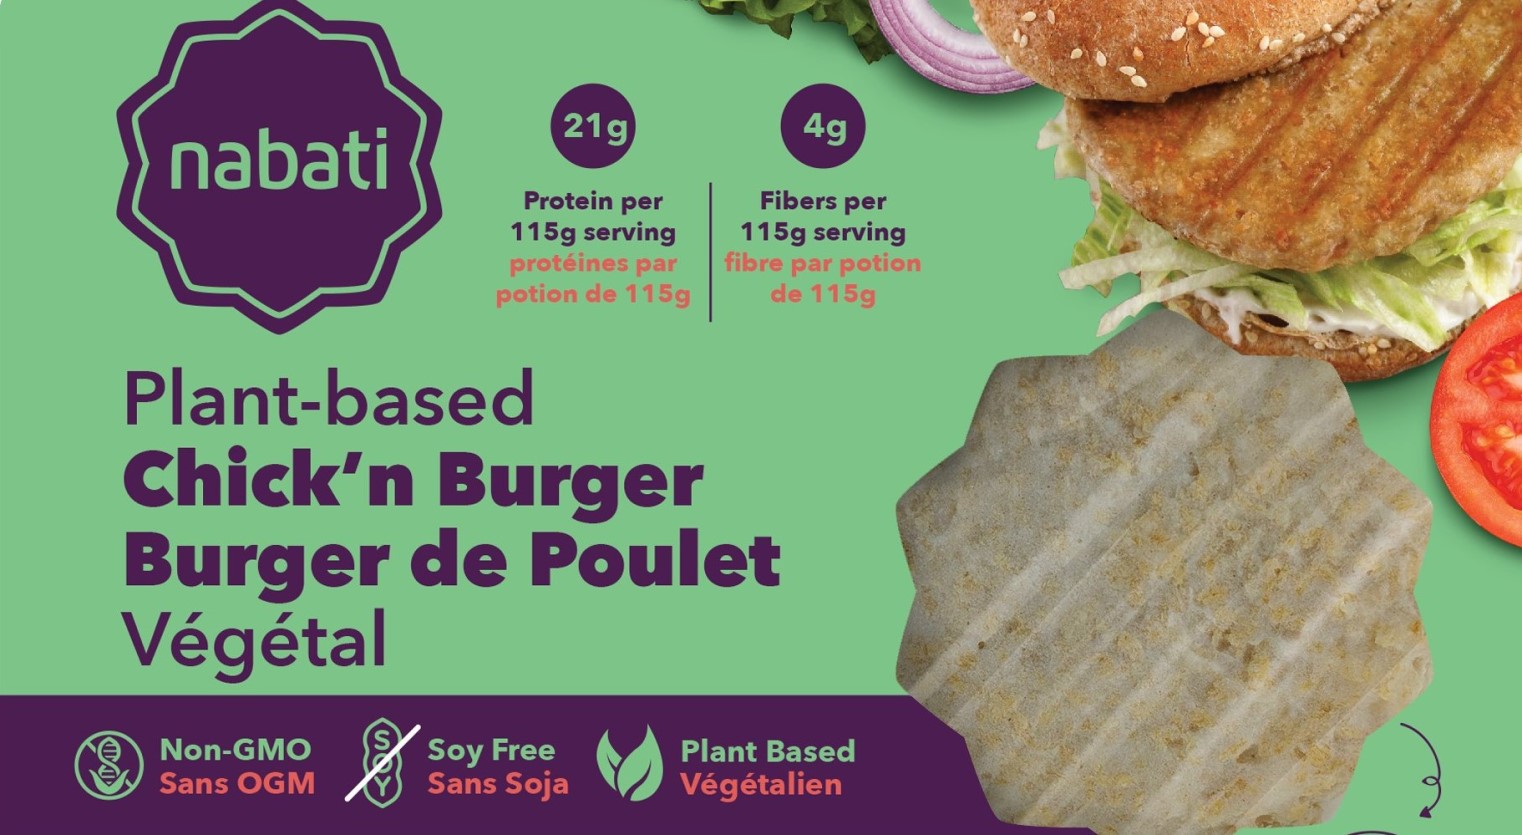 nabati
21g
Protein per
115g serving
protéines par
potion de 115g
4g
Fibers per
115g serving
fibre par potion
de 115g
Plant-based
Chick'n Burger
Burger de Poulet
Végétal
Non-GMO
Sans OGM
SOY
Soy Free
Sans Soja
Plant Based
Végétalien